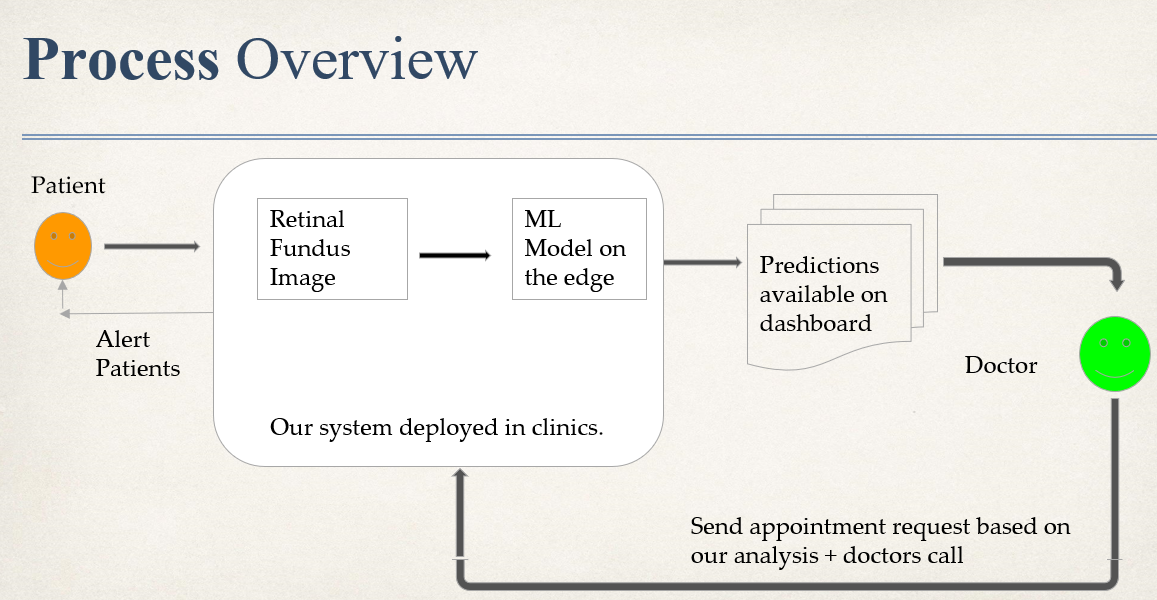 Process Overview
Patient
Retinal
Fundus
Image
ML
Model on
the edge
Predictions
available on
dashboard
Alert
Patients
Doctor
Our system deployed in clinics.
Send appointment request based on
our analysis + doctors call